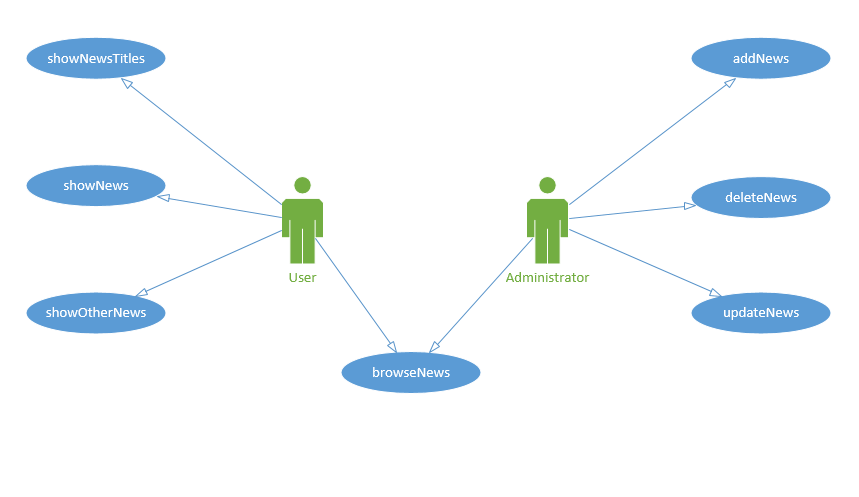 showNewsTitles
addNews
showNews
deleteNews
User
Administrator
showOtherNews
updateNews
browseNews